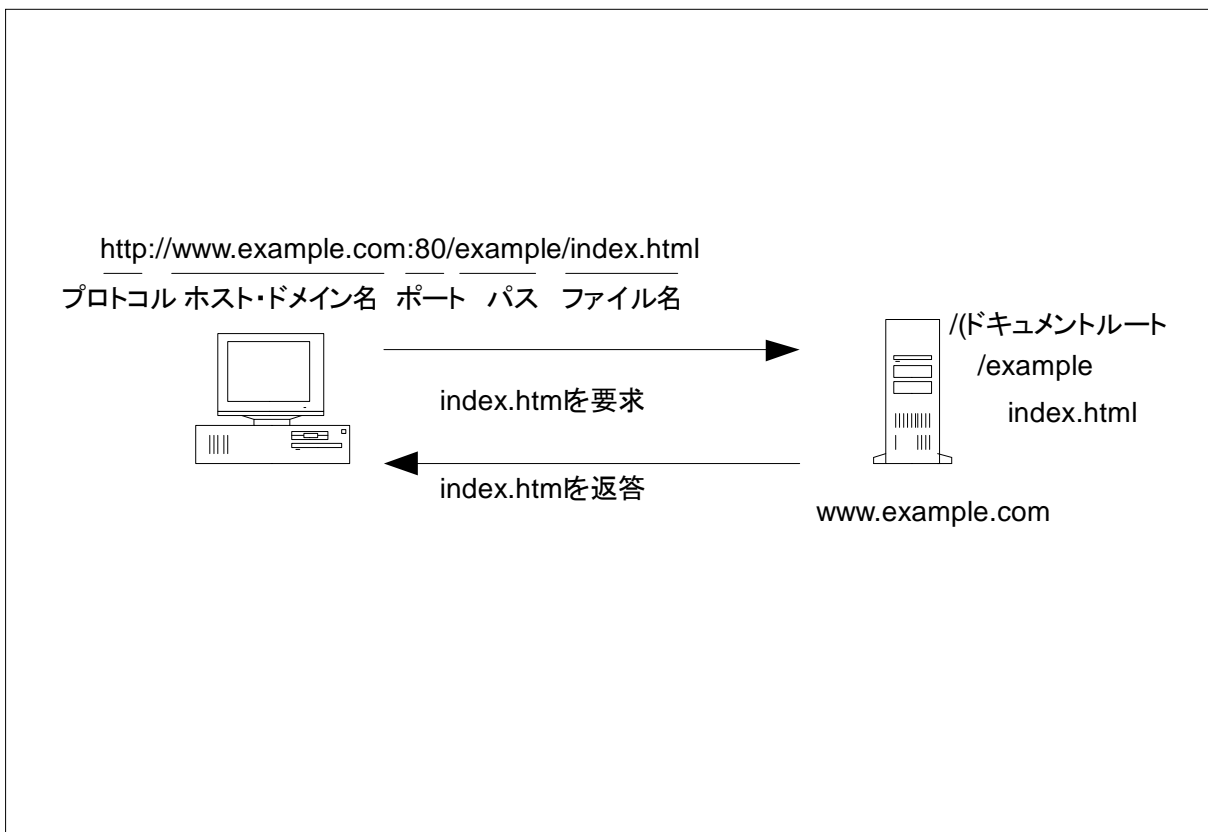 http://www.example.com:80/example/index.html
プロトコル ホスト・ドメイン名 ポート パス ファイル名
/(ドキュメントルート
/example
index.html
index.htmlを要求
index.htmlを返答
www.example.com